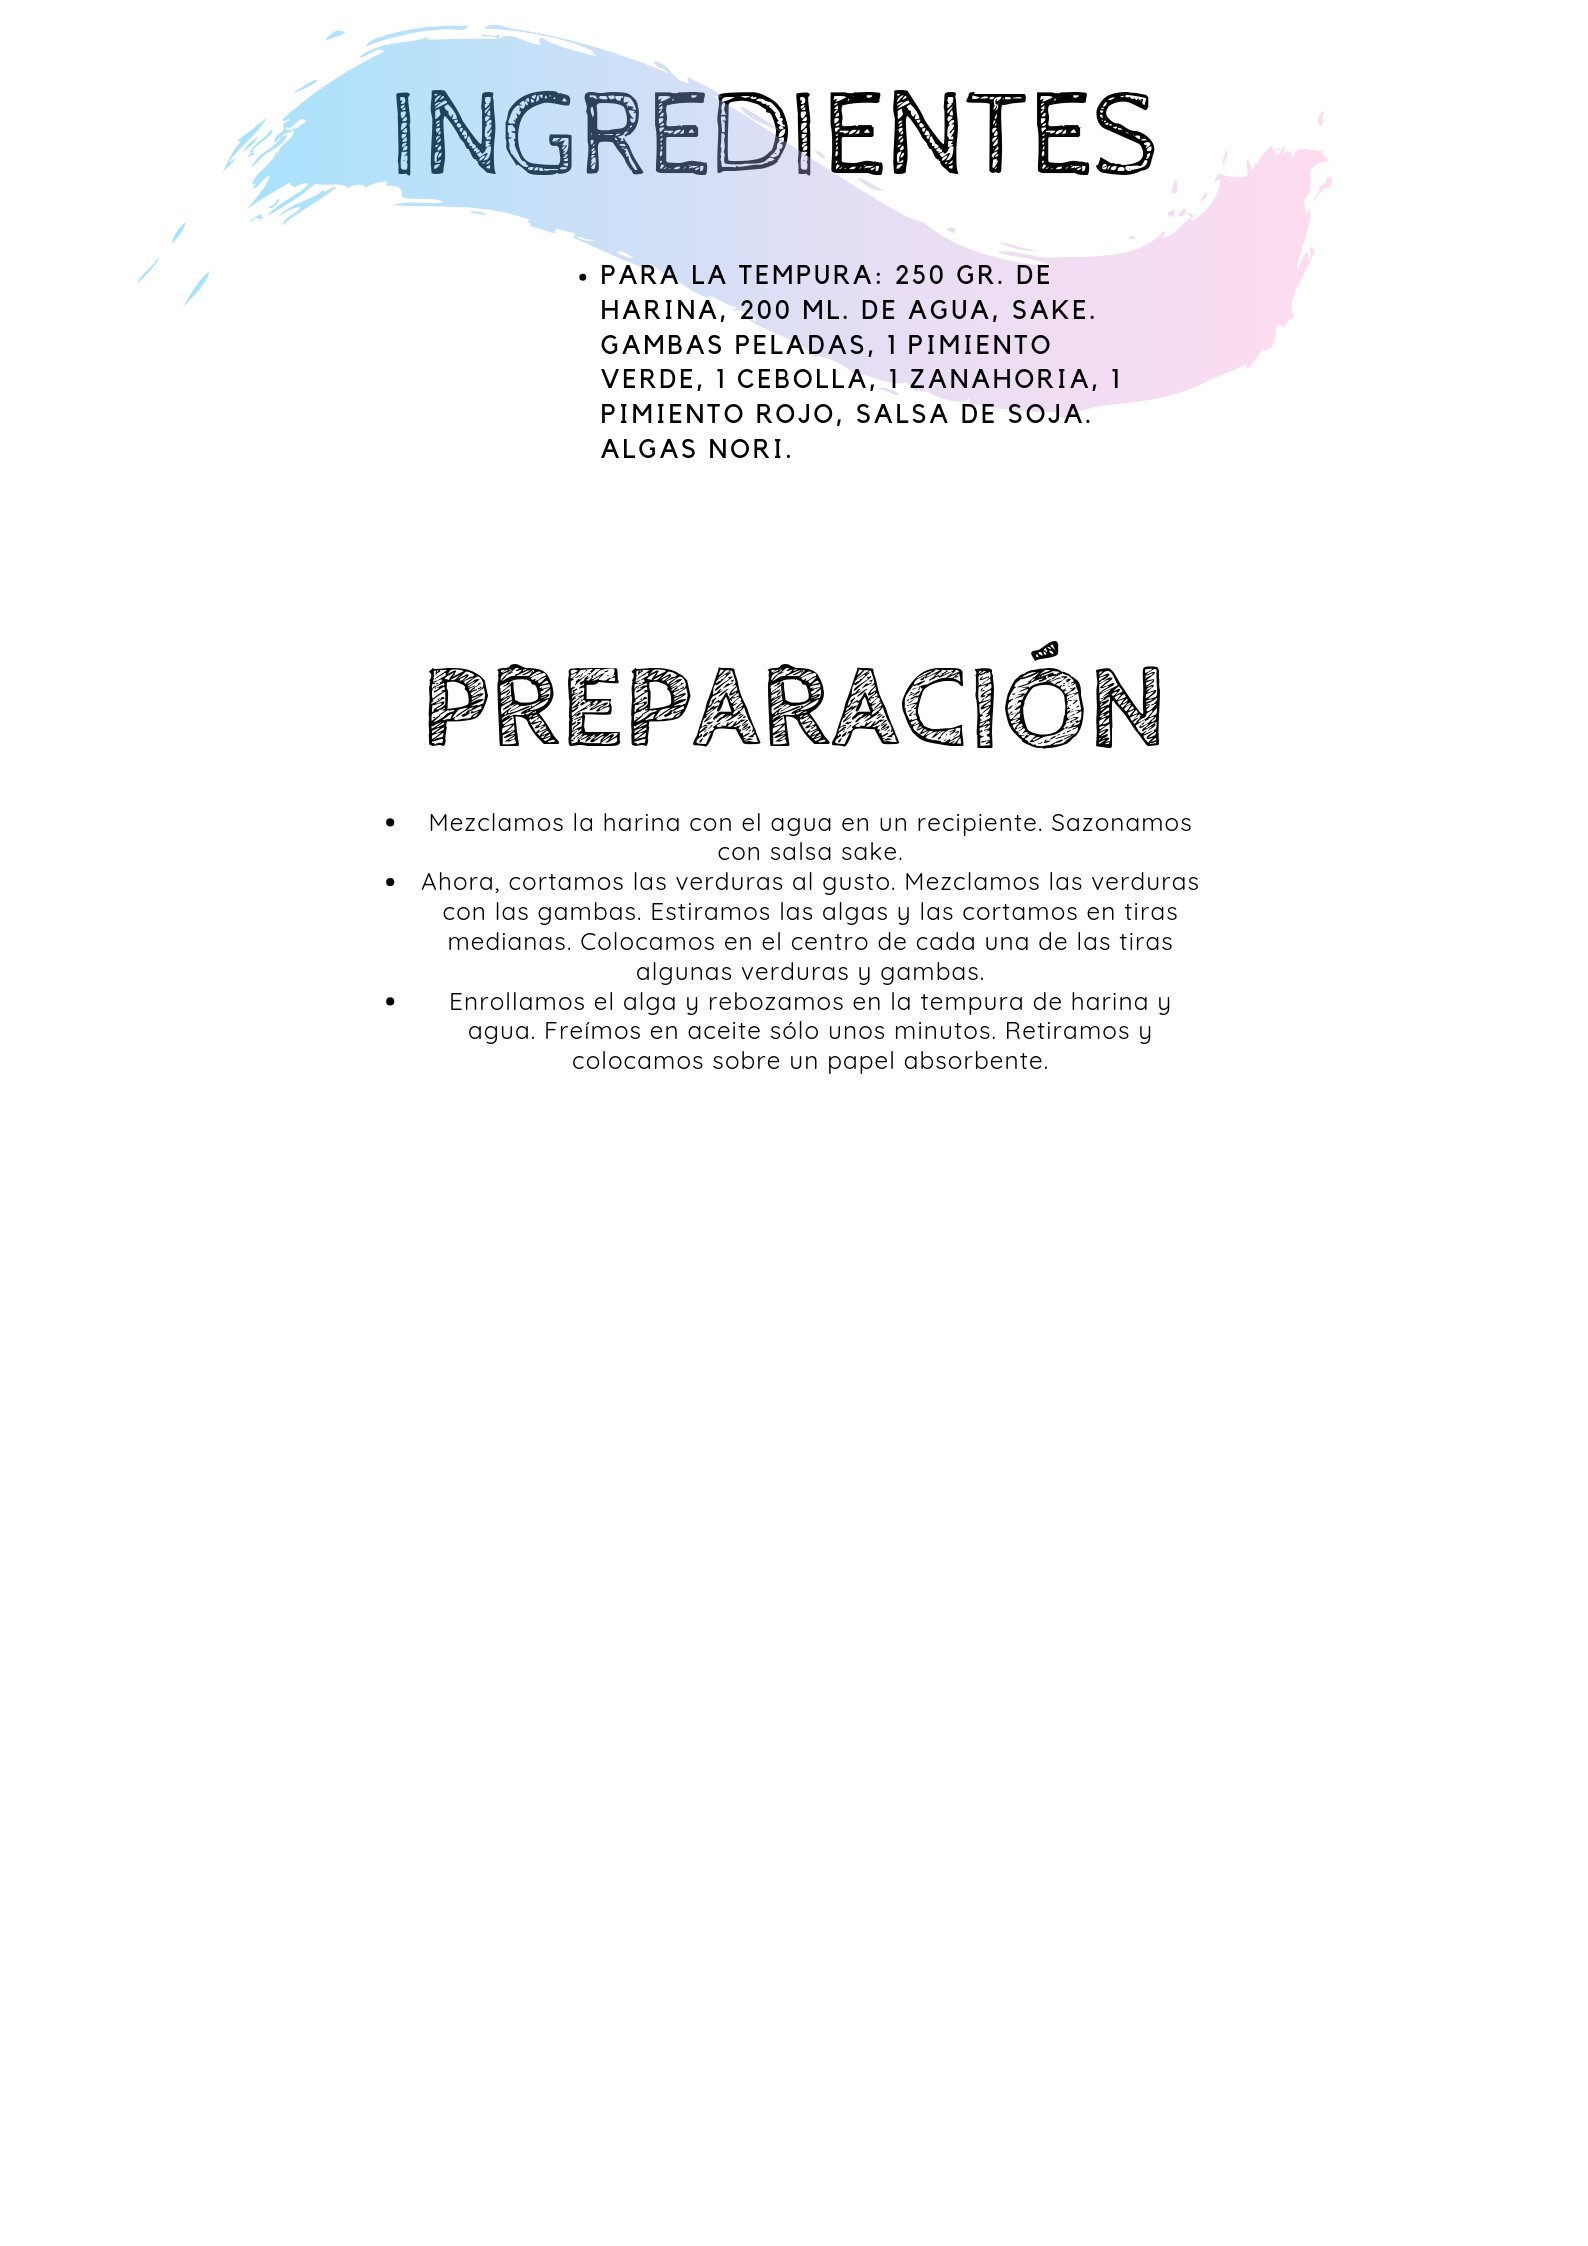 INGREDIENTES
• PARA LA TEMPURA: 250 GR. DE
HARINA, 200 ML. DE AGUA, SAKE.
GAMBAS PELADAS, 1 PIMIENTO
VERDE, 1 CEBOLLA, 1 ZANAHORIA, 1
PIMIENTO ROJO, SALSA DE SOJA.
ALGAS NORI.
PREPARACIÓN
• Mezclamos la harina con el agua en un recipiente. Sazonamos
con salsa sake.
• Ahora, cortamos las verduras al gusto. Mezclamos las verduras
con las gambas. Estiramos las algas y las cortamos en tiras
medianas. Colocamos en el centro de cada una de las tiras
algunas verduras y gambas.
• Enrollamos el alga y rebozamos en la tempura de harina y
agua. Freímos en aceite sólo unos minutos. Retiramos y
colocamos sobre un papel absorbente.